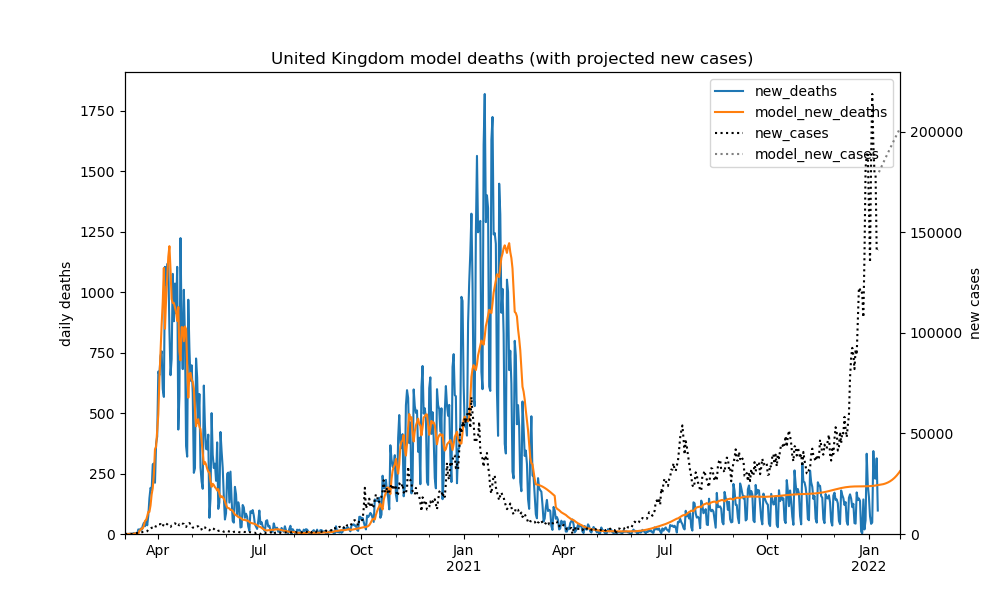 United Kingdom model deaths (with projected new cases)
new_deaths
model_new_deaths
new_cases
model_new_cases
daily deaths
1750
1500
1250
1000
750
500
250
0
200000
150000
100000
50000
0
new cases
Apr Jul Oct Jan Apr Jul Oct Jan
2021 2022